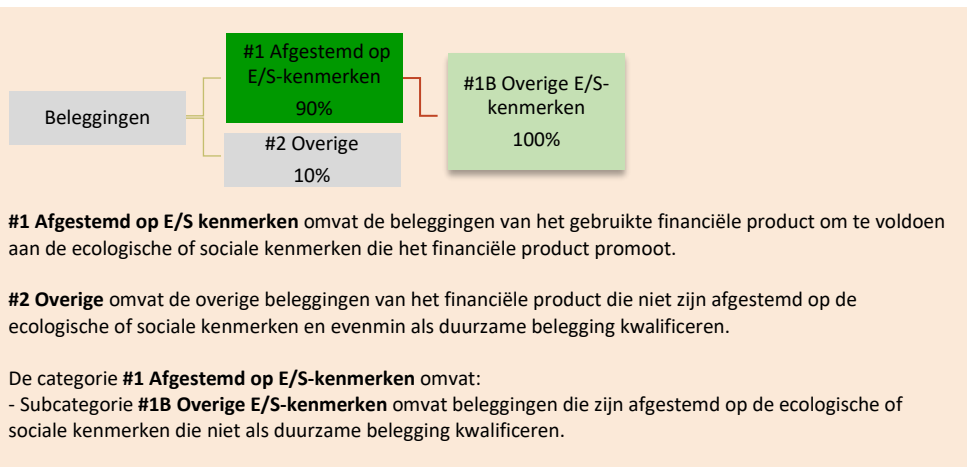 #1 Afgestemd op
E/S-kenmerken
90%
#1B Overige E/S-
kenmerken
100%
Beleggingen
#2 Overige
10%
#1 Afgestemd op E/S kenmerken omvat de beleggingen van het gebruikte financiële product om te voldoen
aan de ecologische of sociale kenmerken die het financiële product promoot.
#2 Overige omvat de overige beleggingen van het financiële product die niet zijn afgestemd op de
ecologische of sociale kenmerken en evenmin als duurzame belegging kwalificeren.
De categorie #1 Afgestemd op E/S-kenmerken omvat:
- Subcategorie #1B Overige E/S-kenmerken omvat beleggingen die zijn afgestemd op de ecologische of
sociale kenmerken die niet als duurzame belegging kwalificeren.